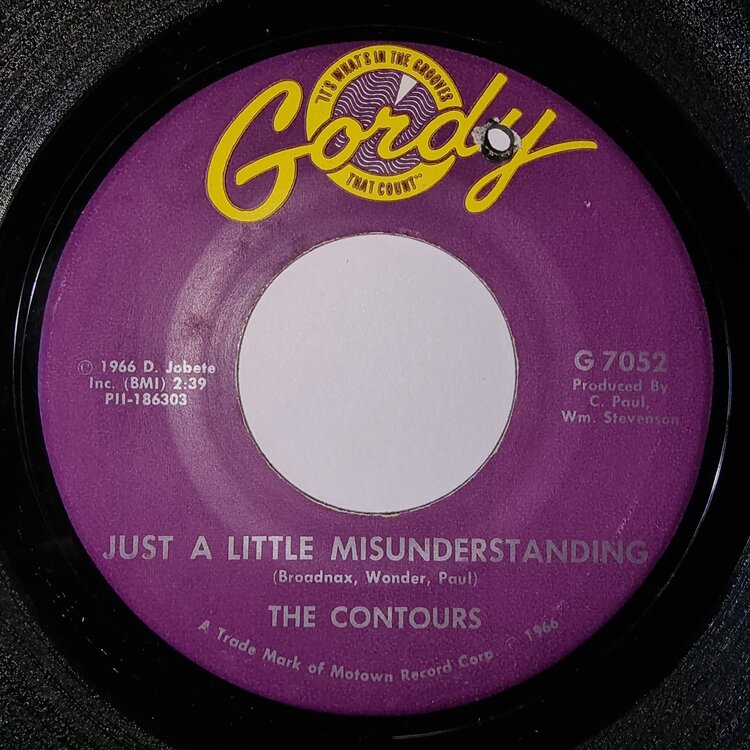 "IT'S WHAT'S IN THE GROOVES
Gordy
THAT COUNT"
© 1966 D. Jobete
Inc. (BMI) 2:39
PII-186303
G 7052
Produced By
C. Paul,
Wm. Stevenson
JUST A LITTLE MISUNDERSTANDING
(Broadnax, Wonder, Paul)
THE CONTOURS
A Trade Mark of Motown Record Corp. - 1966